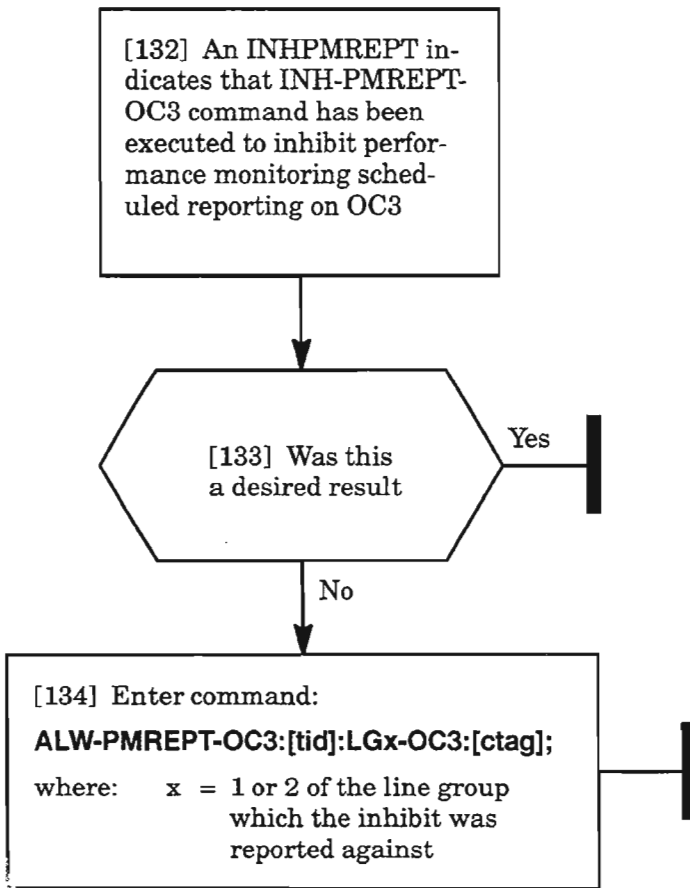 [132] An INHPMREPT in-
dicates that INH-PMREPT-
OC3 command has been
executed to inhibit perfor-
mance monitoring sched-
uled reporting on OC3
[133] Was this
a desired result
Yes
No
[134] Enter command:
ALW-PMREPT-OC3:[tid]:LGx-OC3:[ctag];
where: x = 1 or 2 of the line group
which the inhibit was
reported against